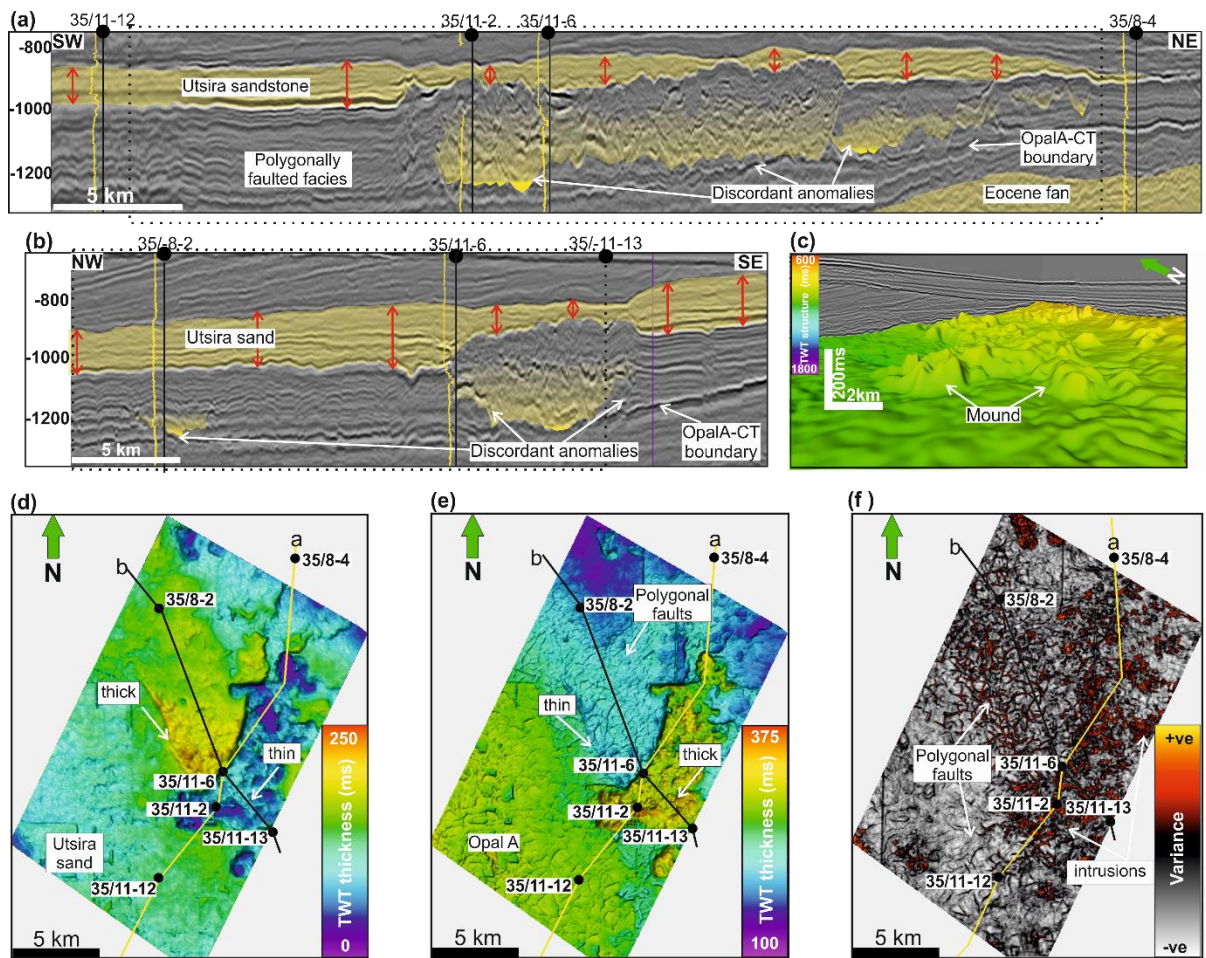 (a)
35/11-12
35/11-2
35/11-6
35/8-4
-800
SW
NE
Utsira sandstone
-1000
Polygonally
faulted facies
OpalA-CT
boundary
-1200
Discordant anomalies
Eocene fan
5 km
(b)
35/-8-2
35/11-6
35/-11-13
(c)
NW
SE
-800
Utsira sand
-1000
-1200
Discordant anomalies
OpalA-CT
boundary
5 km
600
TWT structure (ms)
1800
N
200ms
2km
Mound
(d)
N
a
35/8-4
b
35/8-2
thick
thin
35/11-6
35/11-2
35/11-13
Utsira
sand
35/11-12
250
TWT thickness (ms)
0
5 km
(e)
N
a
35/8-4
b
35/8-2
Polygonal
faults
thin
thick
35/11-6
35/11-2
35/11-13
Opal A
35/11-12
375
TWT thickness (ms)
100
5 km
(f )
N
a
35/8-4
b
35/8-2
Polygonal
faults
35/11-6
35/11-2
35/11-13
35/11-12
intrusions
+ve
Variance
-ve
5 km